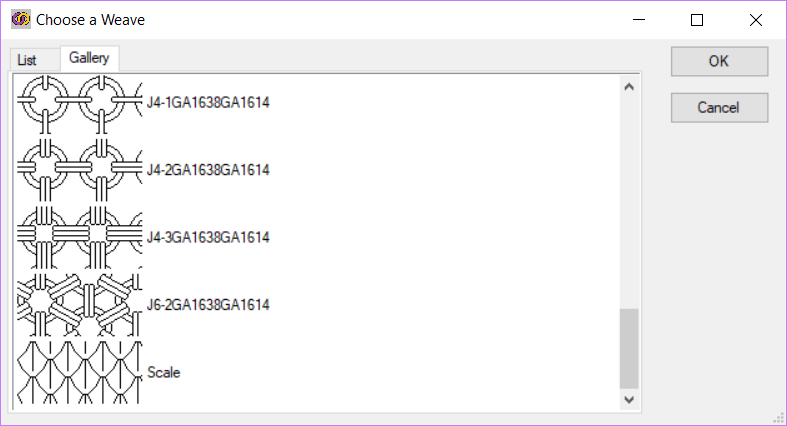 Choose a Weave
List
Gallery
OK
Cancel
J4-1GA1638GA1614
J4-2GA1638GA1614
J4-3GA1638GA1614
J6-2GA1638GA1614
Scale